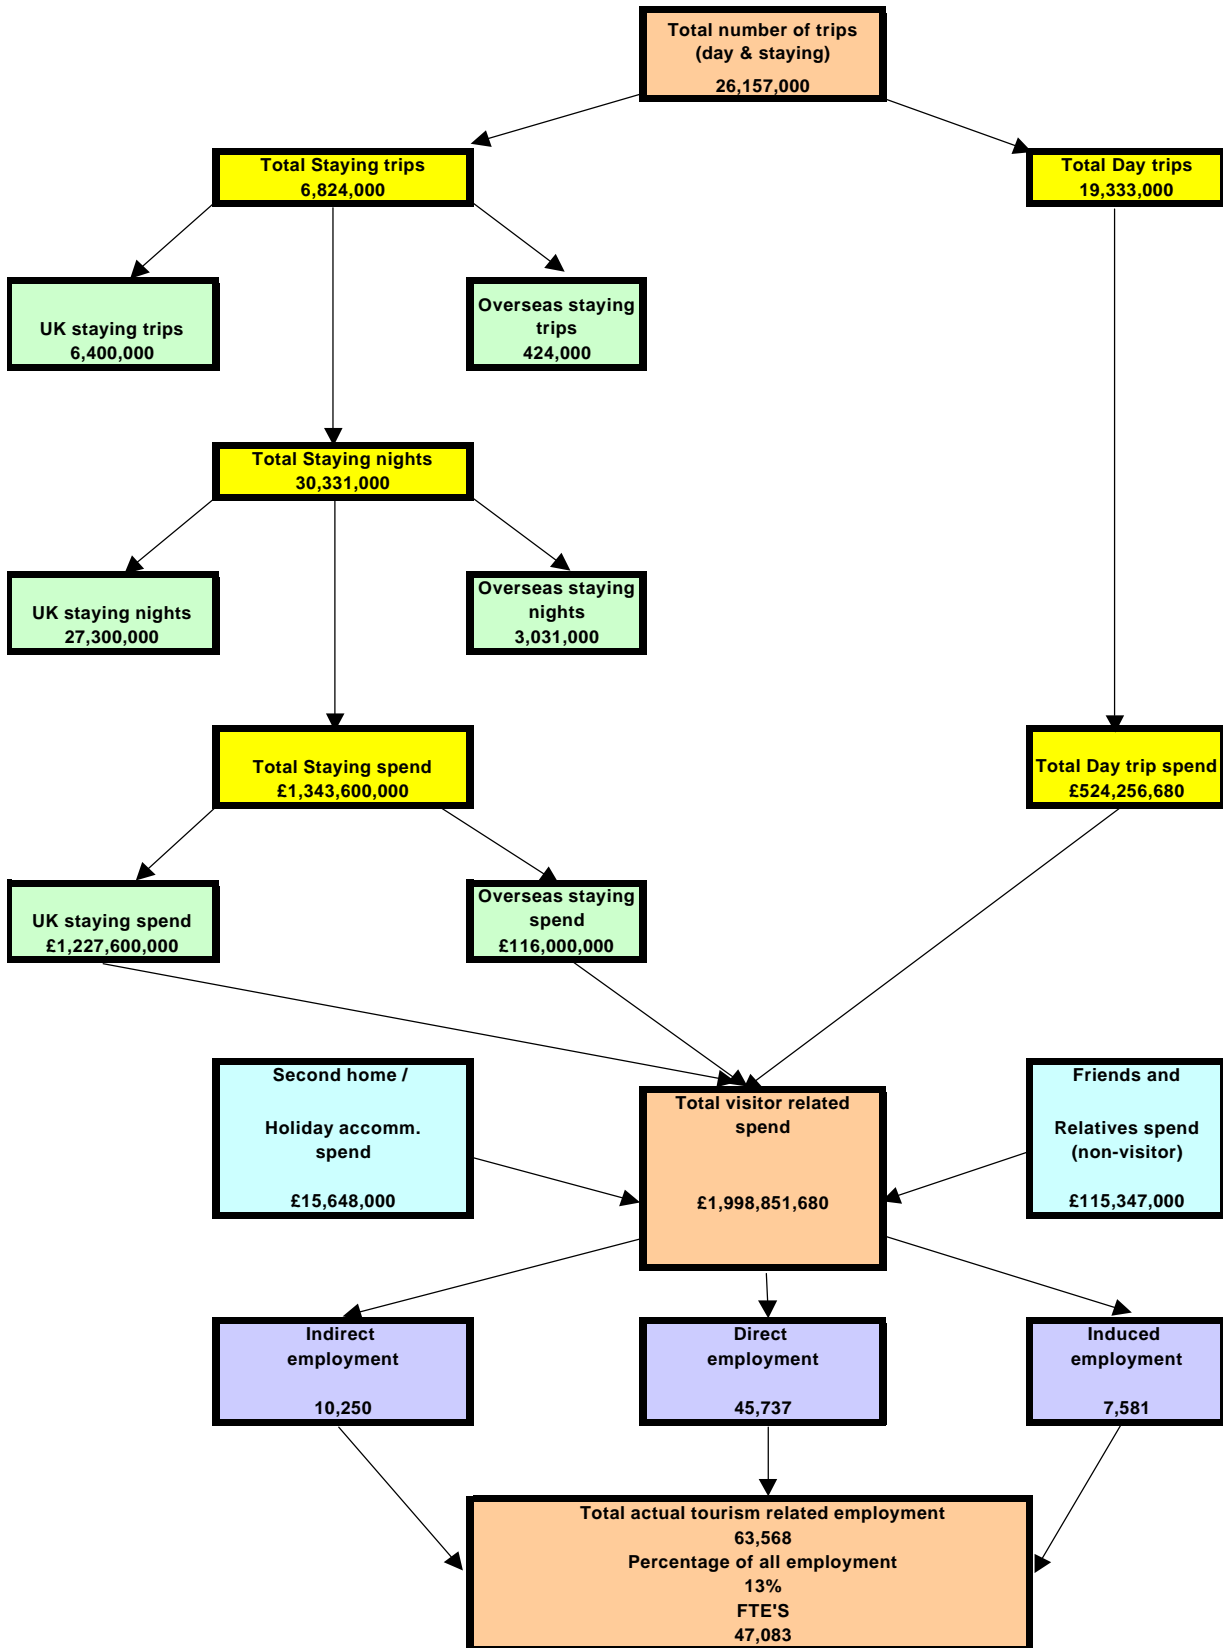 Total number of trips
(day & staying)
26,157,000
Total Staying trips
6,824,000
Total Day trips
19,333,000
UK staying trips
6,400,000
Overseas staying
trips
424,000
Total Staying nights
30,331,000
UK staying nights
27,300,000
Overseas staying
nights
3,031,000
Total Staying spend
£1,343,600,000
Total Day trip spend
£524,256,680
UK staying spend
£1,227,600,000
Overseas staying
spend
£116,000,000
Second home /
Holiday accomm.
spend
£15,648,000
Total visitor related
spend
£1,998,851,680
Friends and
Relatives spend
(non-visitor)
£115,347,000
Indirect
employment
10,250
Direct
employment
45,737
Induced
employment
7,581
Total actual tourism related employment
63,568
Percentage of all employment
13%
FTE'S
47,083